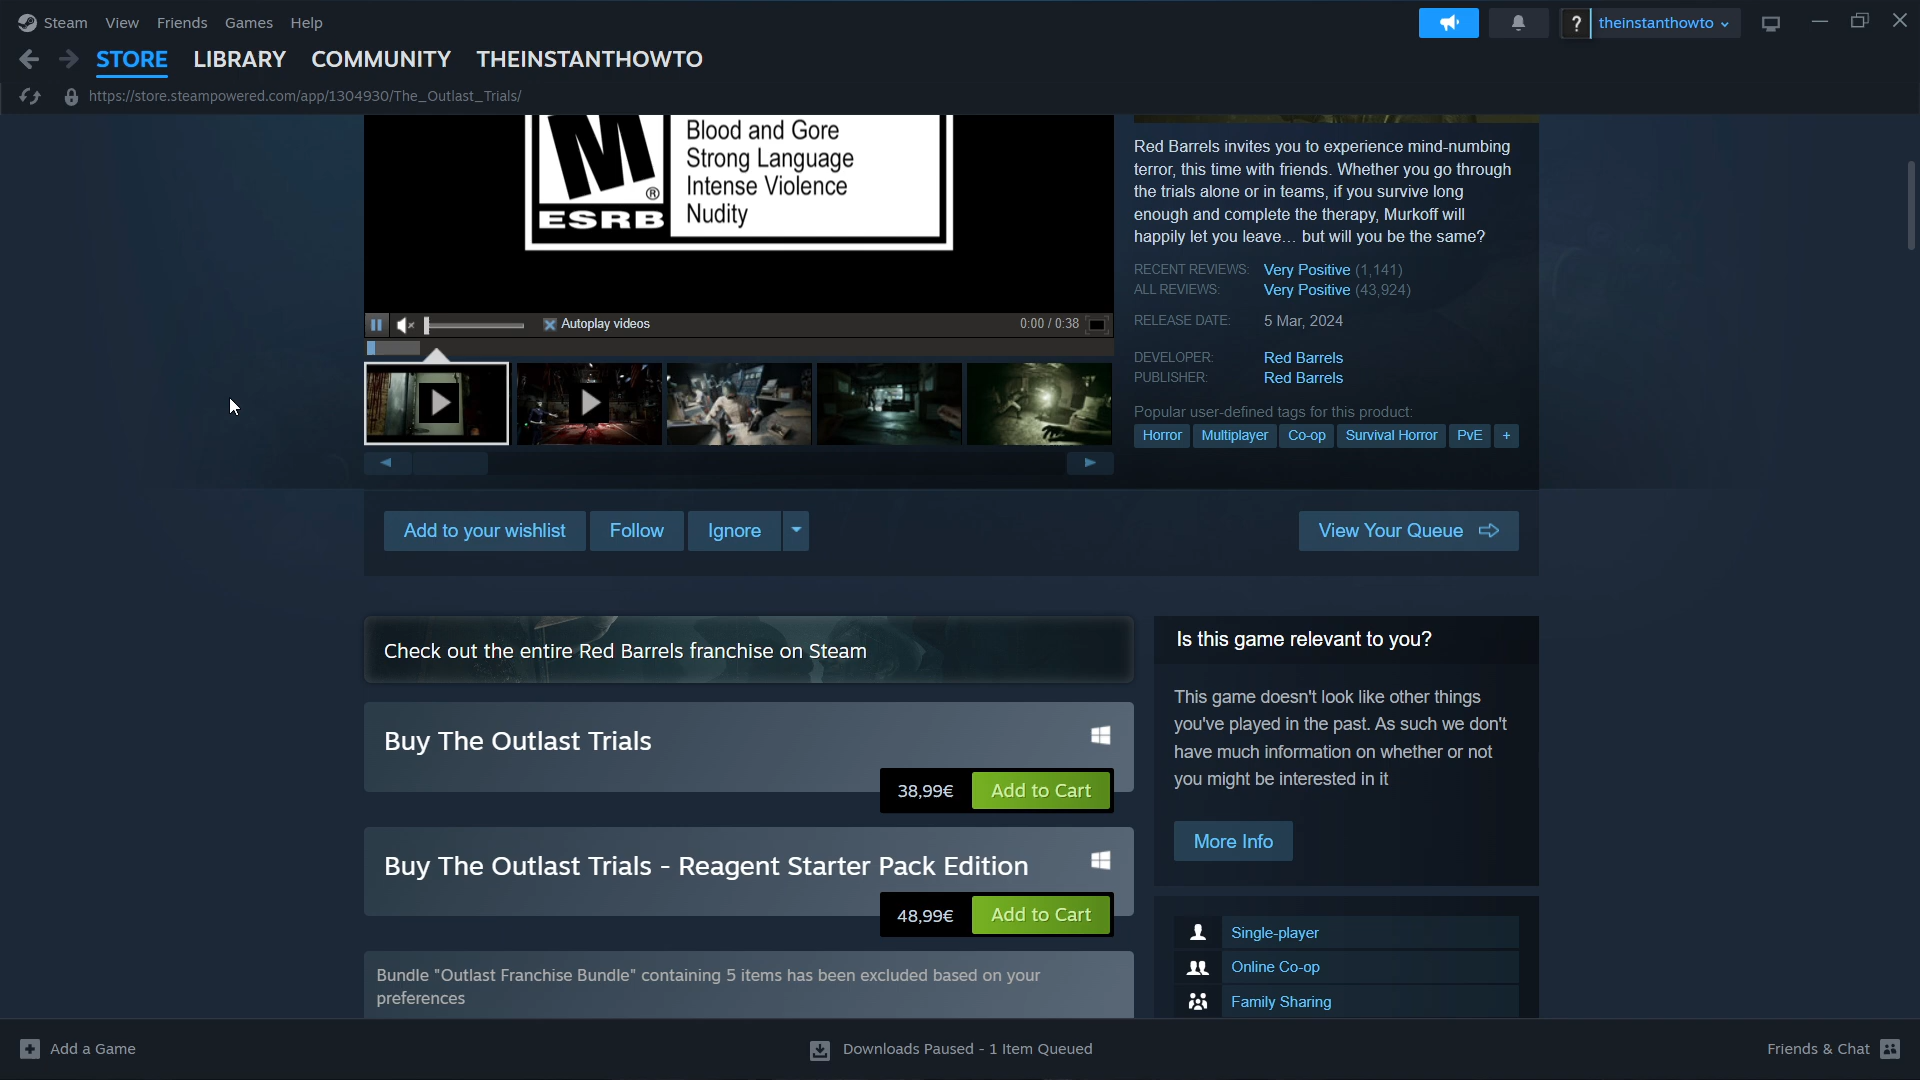 Steam View Friends Games Help
theinstanthowto
STORE LIBRARY COMMUNITY THEINSTANTHOWTO
https://store.steampowered.com/app/1304930/The_Outlast_Trials/
M
®
ESRB
Blood and Gore
Strong Language
Intense Violence
Nudity
Autoplay videos
0:00 / 0:38
Red Barrels invites you to experience mind-numbing
terror, this time with friends. Whether you go through
the trials alone or in teams, if you survive long
enough and complete the therapy, Murkoff will
happily let you leave… but will you be the same?
RECENT REVIEWS: Very Positive (1,141)
ALL REVIEWS: Very Positive (43,924)
RELEASE DATE: 5 Mar, 2024
DEVELOPER: Red Barrels
PUBLISHER: Red Barrels
Popular user-defined tags for this product:
Horror Multiplayer Co-op Survival Horror PvE +
Add to your wishlist Follow Ignore
View Your Queue
Check out the entire Red Barrels franchise on Steam
Buy The Outlast Trials
38,99€ Add to Cart
Buy The Outlast Trials - Reagent Starter Pack Edition
48,99€ Add to Cart
Bundle "Outlast Franchise Bundle" containing 5 items has been excluded based on your
preferences
Is this game relevant to you?
This game doesn't look like other things
you've played in the past. As such we don't
have much information on whether or not
you might be interested in it
More Info
Single-player
Online Co-op
Family Sharing
Add a Game
Downloads Paused - 1 Item Queued
Friends & Chat